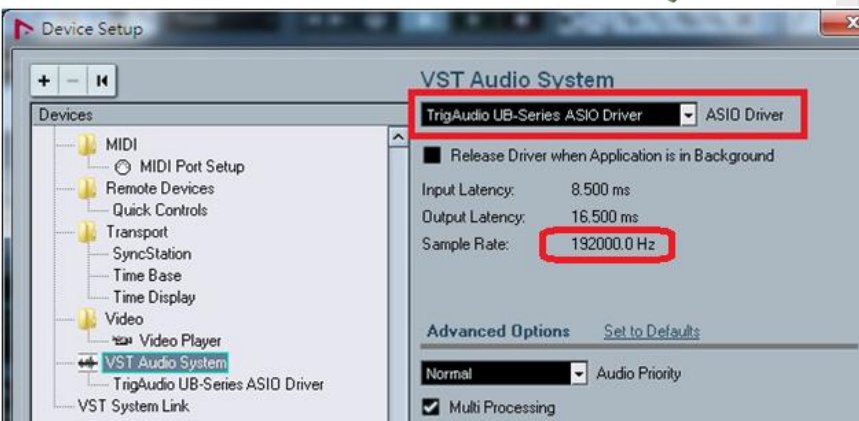 Device Setup
Devices
MIDI
MIDI Port Setup
Remote Devices
Quick Controls
Transport
SyncStation
Time Base
Time Display
Video
Video Player
VST Audio System
TrigAudio UB-Series ASIO Driver
VST System Link
VST Audio System
TrigAudio UB-Series ASIO Driver ASIO Driver
Release Driver when Application is in Background
Input Latency: 8.500 ms
Output Latency: 16.500 ms
Sample Rate: 192000.0 Hz
Advanced Options Set to Defaults
Normal Audio Priority
Multi Processing